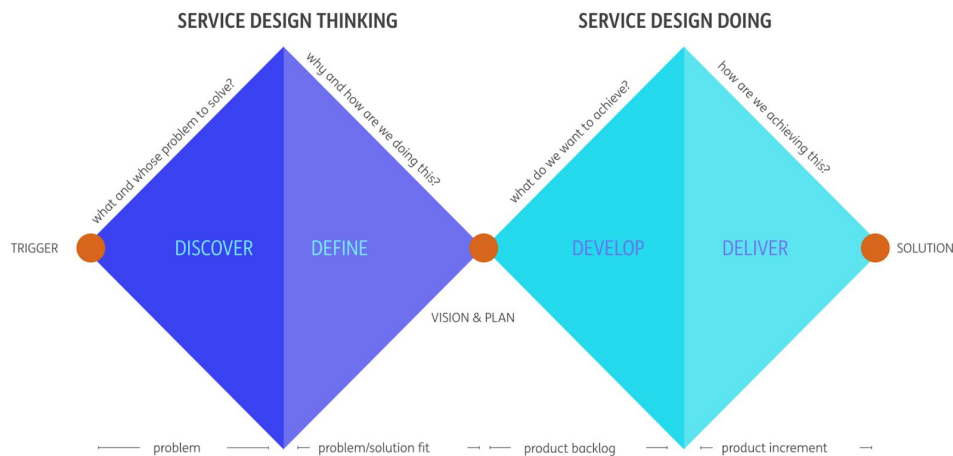 SERVICE DESIGN THINKING
SERVICE DESIGN DOING
what and whose problem to solve?
why and how are we doing this?
what do we want to achieve?
how are we achieving this?
TRIGGER
DISCOVER
DEFINE
DEVELOP
DELIVER
SOLUTION
VISION & PLAN
problem
problem/solution fit
product backlog
product increment